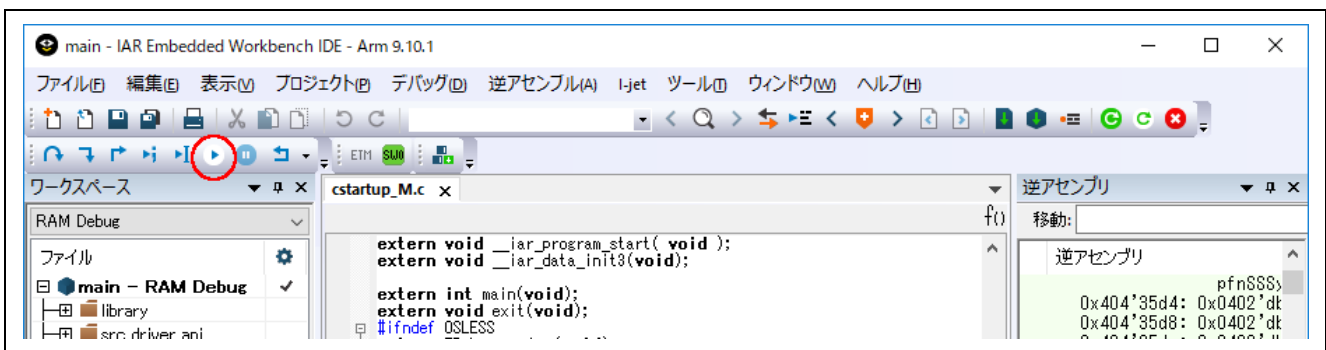 main - IAR Embedded Workbench IDE - Arm 9.10.1
ファイル(F) 編集(E) 表示(V) プロジェクト(P) デバッグ(D) 逆アセンブル(A) I-jet ツール(T) ウィンドウ(W) ヘルプ(H)
ETM SWO
ワークスペース
cstartup_M.c
逆アセンブリ
RAM Debug
f()
移動:
ファイル
extern void __iar_program_start( void );
extern void __iar_data_init3(void);
逆アセンブリ
main - RAM Debug
extern int main(void);
extern void exit(void);
#ifndef OSLESS
library
src driver api
0x404'35d4: 0x0402'
0x404'35d8: 0x0402'